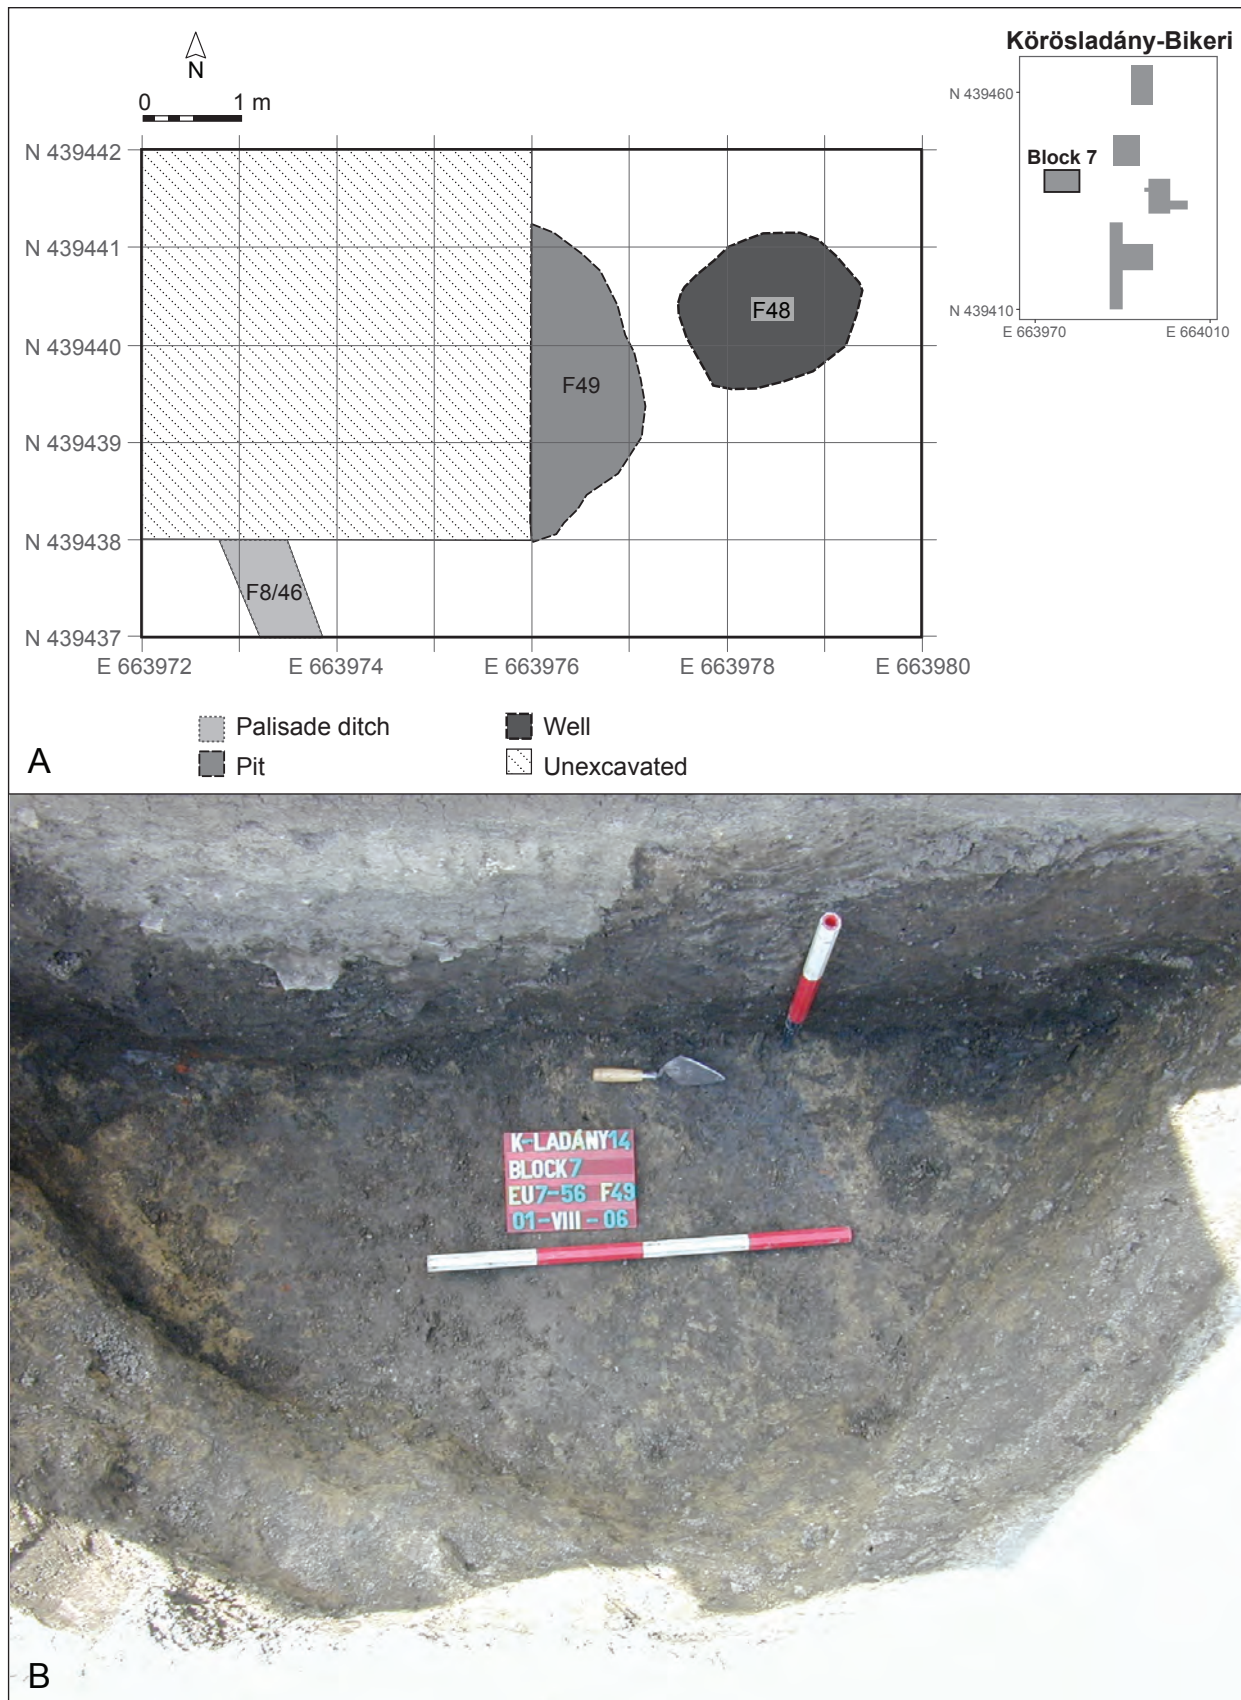 N
0 1 m
N 439442
N 439441
N 439440
N 439439
N 439438
N 439437
E 663972
E 663974
E 663976
E 663978
E 663980
F48
F49
F8/46
Palisade ditch
Pit
Well
Unexcavated
A
Körösladány-Bikeri
N 439460
Block 7
N 439410
E 663970
E 664010
K-LADÁNY14
BLOCK7
EU7-56 F49
01-VIII-06
B